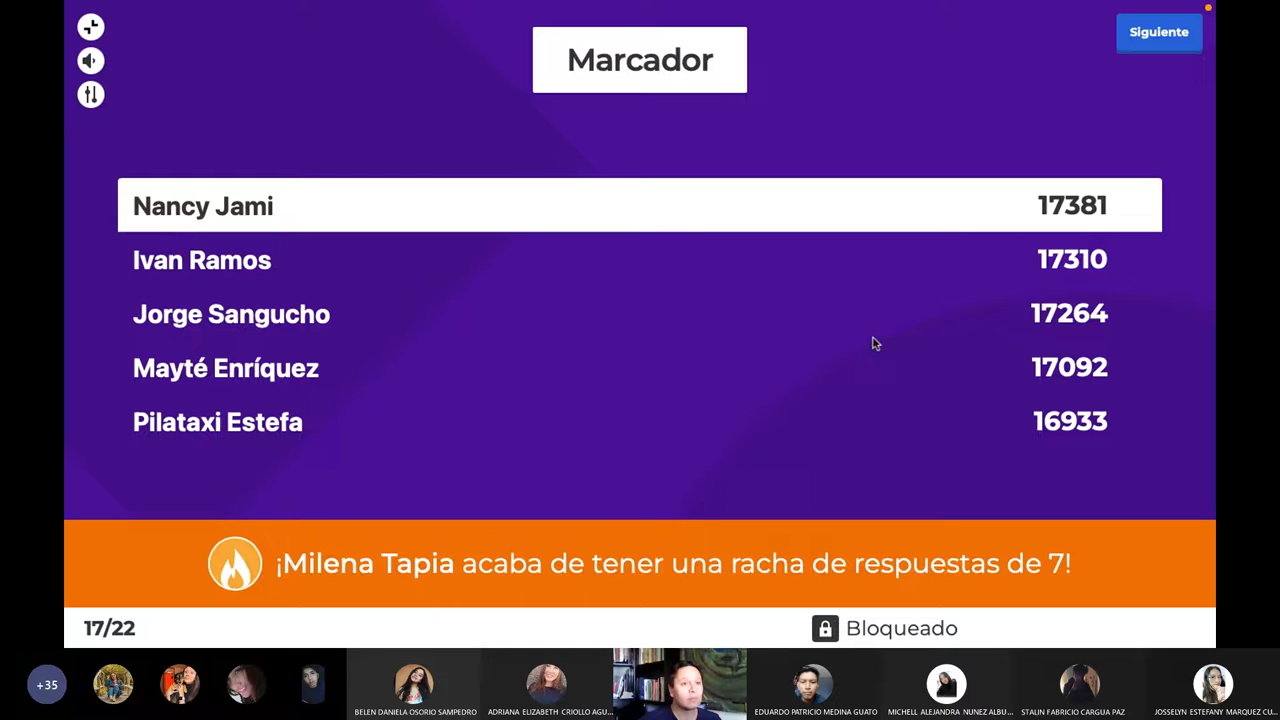 Marcador
Siguiente
Nancy Jami 17381
Ivan Ramos 17310
Jorge Sangucho 17264
Mayté Enríquez 17092
Pilataxi Estefa 16933
¡Milena Tapia acaba de tener una racha de respuestas de 7!
17/22 Bloqueado
+35
BELEN DANIELA OSORIO SAMPEDRO
ADRIANA ELIZABETH CRIOLLO AGU...
EDUARDO PATRICIO MEDINA GUATO
MICHELL ALEJANDRA NUNEZ ALBU...
STALIN FABRICIO CARGUA PAZ
JOSSELYN ESTEFANY MARQUEZ CU...